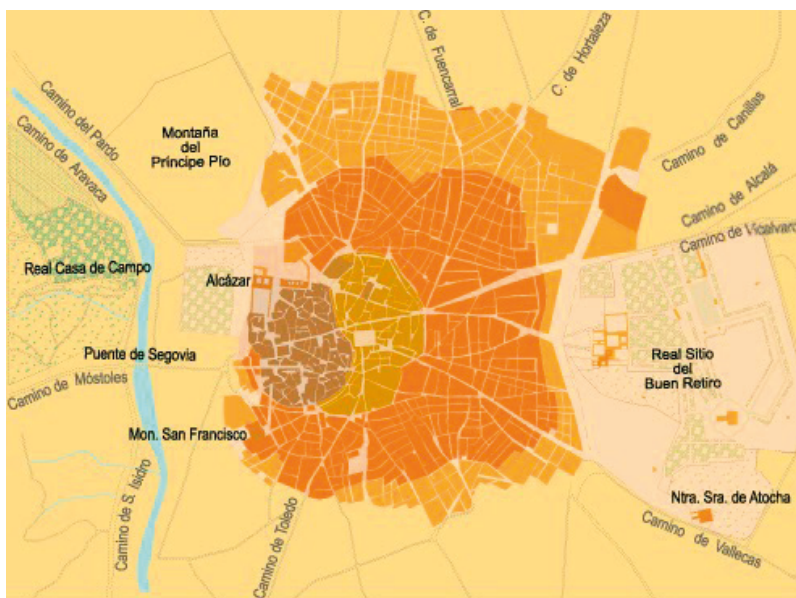 C. de Fuencarral
C. de Hortaleza
Camino del Pardo
Camino de Aravaca
Montaña
del
Príncipe Pío
Camino de Canillas
Camino de Alcalá
Camino de Vicalvaro
Real Casa de Campo
Alcázar
Puente de Segovia
Camino de Móstoles
Real Sitio
del
Buen Retiro
Mon. San Francisco
Camino de S. Isidro
Camino de Toledo
Ntra. Sra. de Atocha
Camino de Vallecas